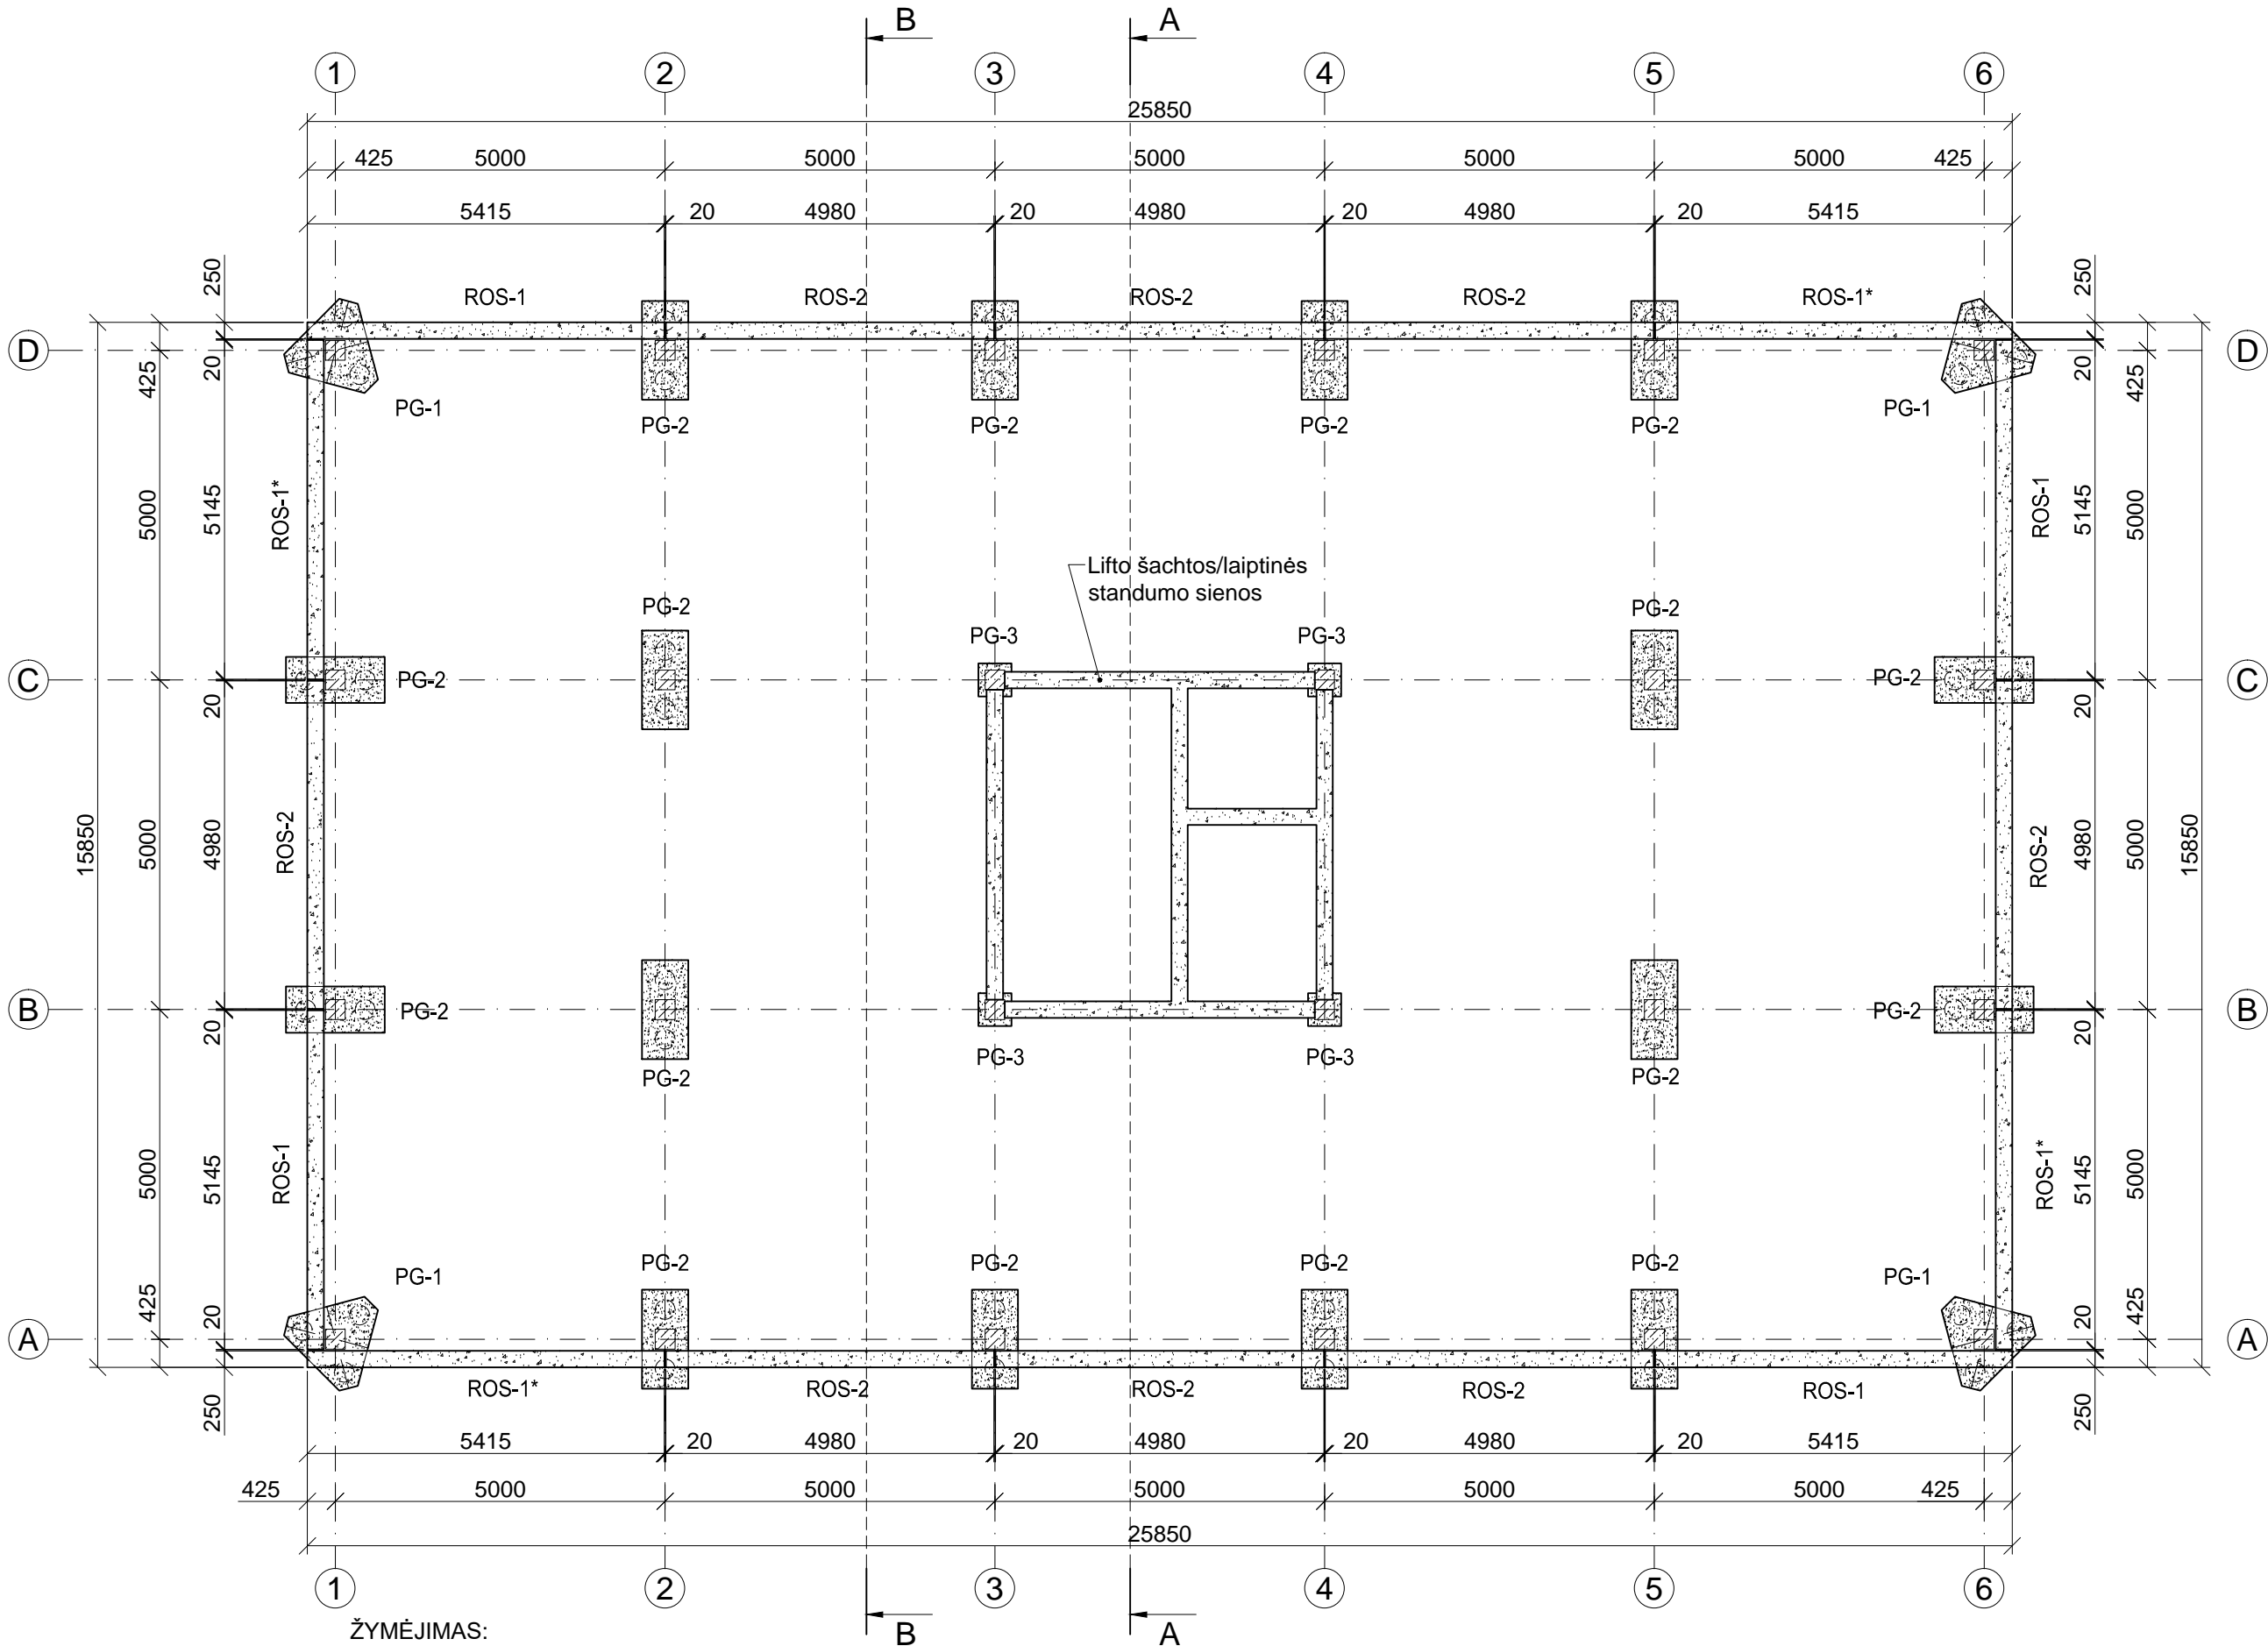 B A
1 2 3 4 5 6
25850
425 5000 5000 5000 5000 5000 425
5415 20 4980 20 4980 20 4980 20 5415
250 250
ROS-1 ROS-2 ROS-2 ROS-2 ROS-1*
D D
20 425 20 425
PG-1 PG-2 PG-2 PG-2 PG-2 PG-1
5000 5145 ROS-1* ROS-1 5145 5000
Lifto šachtos/laiptinės
standumo sienos
PG-2 PG-3 PG-3 PG-2
C PG-2 PG-2 C
20 20
15850 5000 4980 ROS-2 ROS-2 4980 5000 15850
B PG-2 PG-2 B
20 20
PG-2 PG-3 PG-3 PG-2
5000 5145 ROS-1 ROS-1* 5145 5000
PG-1 PG-2 PG-2 PG-2 PG-2 PG-1
425 20 20 425
A A
ROS-1* ROS-2 ROS-2 ROS-2 ROS-1
250 250
5415 20 4980 20 4980 20 4980 20 5415
425 5000 5000 5000 5000 5000 425
25850
1 2 3 4 5 6
B A
ŽYMĖJIMAS: